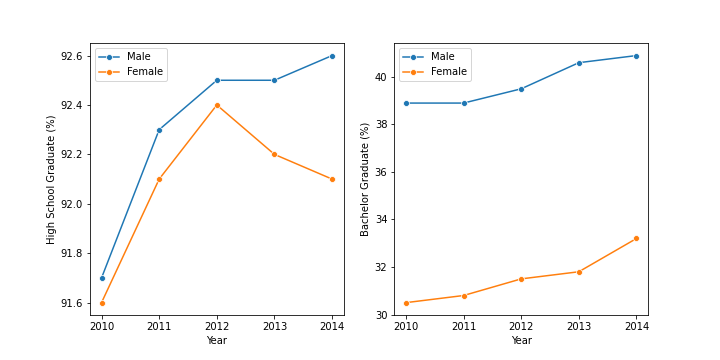 Male
Female
High School Graduate (%)
92.6
92.4
92.2
92.0
91.8
91.6
2010 2011 2012 2013 2014
Year
Male
Female
Bachelor Graduate (%)
40
38
36
34
32
30
2010 2011 2012 2013 2014
Year